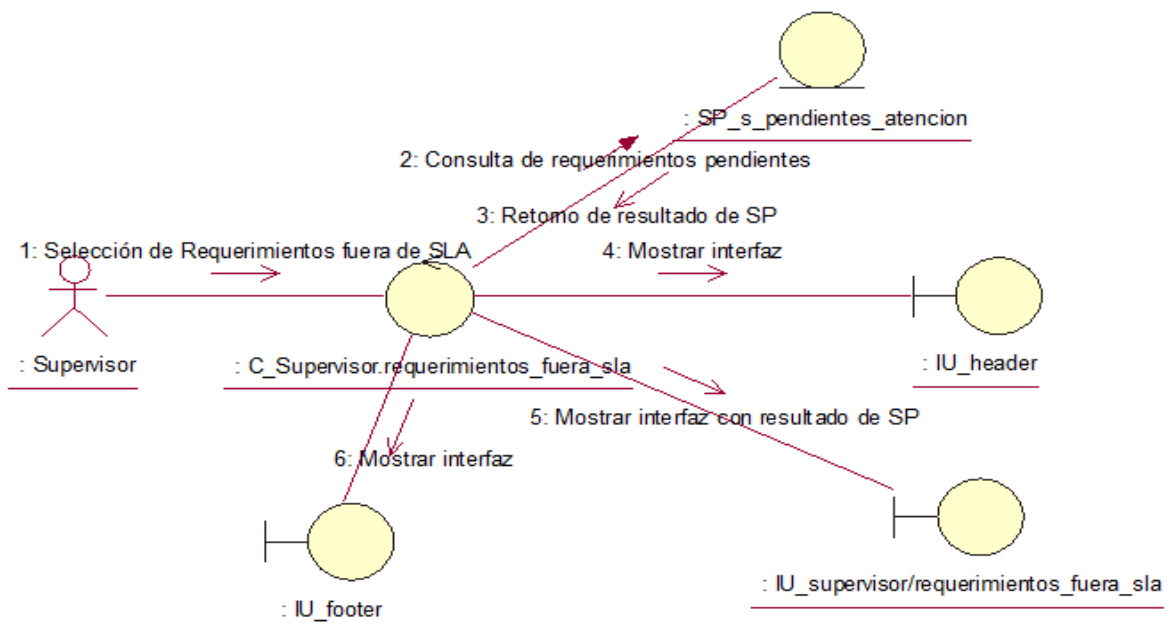 : SP_s_pendientes_atencion
2: Consulta de requerimientos pendientes
3: Retorno de resultado de SP
1: Selección de Requerimientos fuera de SLA
4: Mostrar interfaz
: Supervisor
: C_Supervisor.requerimientos_fuera_sla
: IU_header
5: Mostrar interfaz con resultado de SP
6: Mostrar interfaz
: IU_supervisor/requerimientos_fuera_sla
: IU_footer